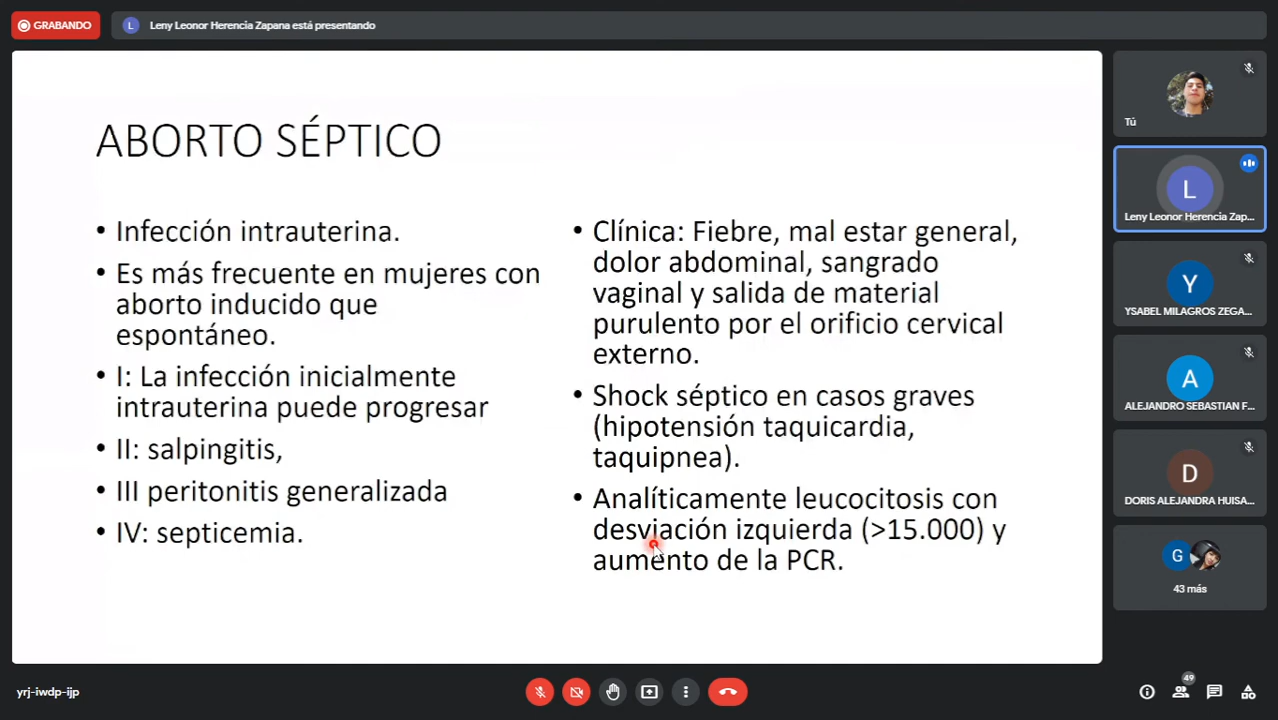 GRABANDO
L
Leny Leonor Herencia Zapana está presentando
ABORTO SÉPTICO
• Infección intrauterina.
• Es más frecuente en mujeres con
aborto inducido que
espontáneo.
• I: La infección inicialmente
intrauterina puede progresar
• II: salpingitis,
• III peritonitis generalizada
• IV: septicemia.
• Clínica: Fiebre, mal estar general,
dolor abdominal, sangrado
vaginal y salida de material
purulento por el orificio cervical
externo.
• Shock séptico en casos graves
(hipotensión taquicardia,
taquipnea).
• Analíticamente leucocitosis con
desviación izquierda (>15.000) y
aumento de la PCR.
Tú
L
Leny Leonor Herencia Zap...
Y
YSABEL MILAGROS ZEGA...
A
ALEJANDRO SEBASTIAN F...
D
DORIS ALEJANDRA HUISA...
G
43 más
yrj-iwdp-ijp
49